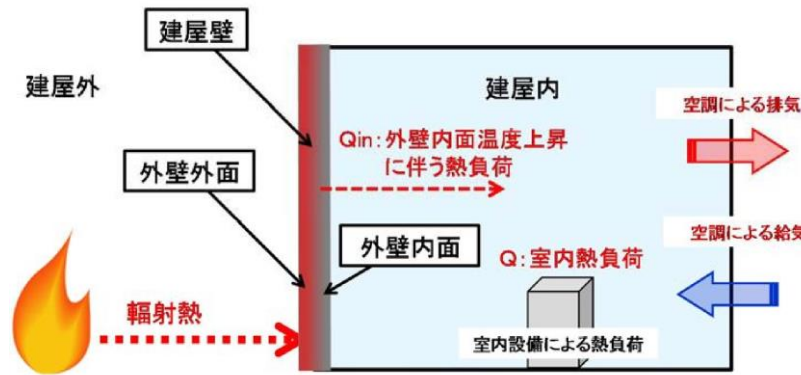 建屋壁
建屋外
建屋内
空調による排気
Qin:外壁内面温度上昇
に伴う熱負荷
外壁外面
外壁内面
空調による給気
Q:室内熱負荷
輻射熱
室内設備による熱負荷